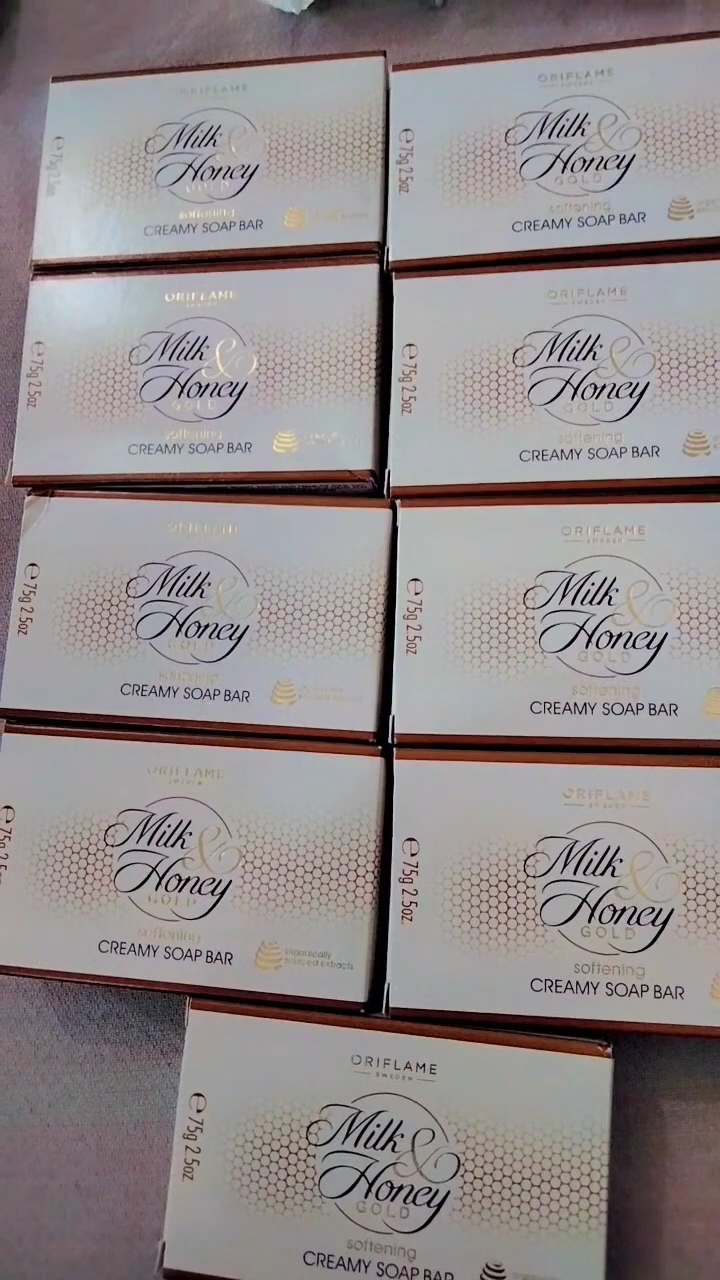 ORIFLAME
Milk &
Honey
GOLD
softening
CREAMY SOAP BAR
e 75g 2.5oz
ORIFLAME
Milk &
Honey
GOLD
softening
CREAMY SOAP BAR
e 75g 2.5oz
ORIFLAME
SWEDEN
Milk &
Honey
GOLD
softening
CREAMY SOAP BAR
e 75g 2.5oz
ORIFLAME
SWEDEN
Milk &
Honey
GOLD
softening
CREAMY SOAP BAR
e 75g 2.5oz
ORIFLAME
Milk &
Honey
GOLD
softening
CREAMY SOAP BAR
e 75g 2.5oz
ORIFLAME
SWEDEN
Milk &
Honey
GOLD
softening
CREAMY SOAP BAR
e 75g 2.5oz
ORIFLAME
SWEDEN
Milk &
Honey
GOLD
softening
CREAMY SOAP BAR
organically
sourced extracts
e 75g
ORIFLAME
SWEDEN
Milk &
Honey
GOLD
softening
CREAMY SOAP BAR
e 75g 2.5oz
ORIFLAME
SWEDEN
Milk &
Honey
GOLD
softening
CREAMY SOAP BAR
e 75g 2.5oz